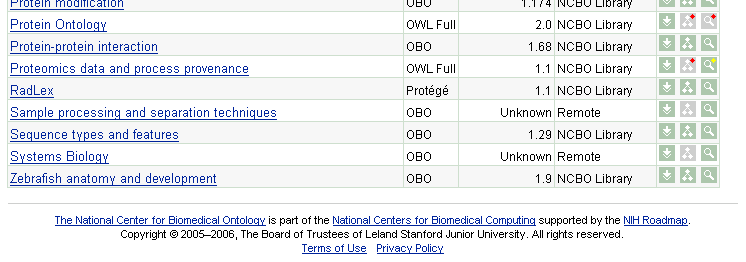 Protein modification OBO 1.174 NCBO Library
Protein Ontology OWL Full 2.0 NCBO Library
Protein-protein interaction OBO 1.68 NCBO Library
Proteomics data and process provenance OWL Full 1.1 NCBO Library
RadLex Protégé 1.1 NCBO Library
Sample processing and separation techniques OBO Unknown Remote
Sequence types and features OBO 1.29 NCBO Library
Systems Biology OBO Unknown Remote
Zebrafish anatomy and development OBO 1.9 NCBO Library
The National Center for Biomedical Ontology is part of the National Centers for Biomedical Computing supported by the NIH Roadmap.
Copyright © 2005–2006, The Board of Trustees of Leland Stanford Junior University. All rights reserved.
Terms of Use Privacy Policy